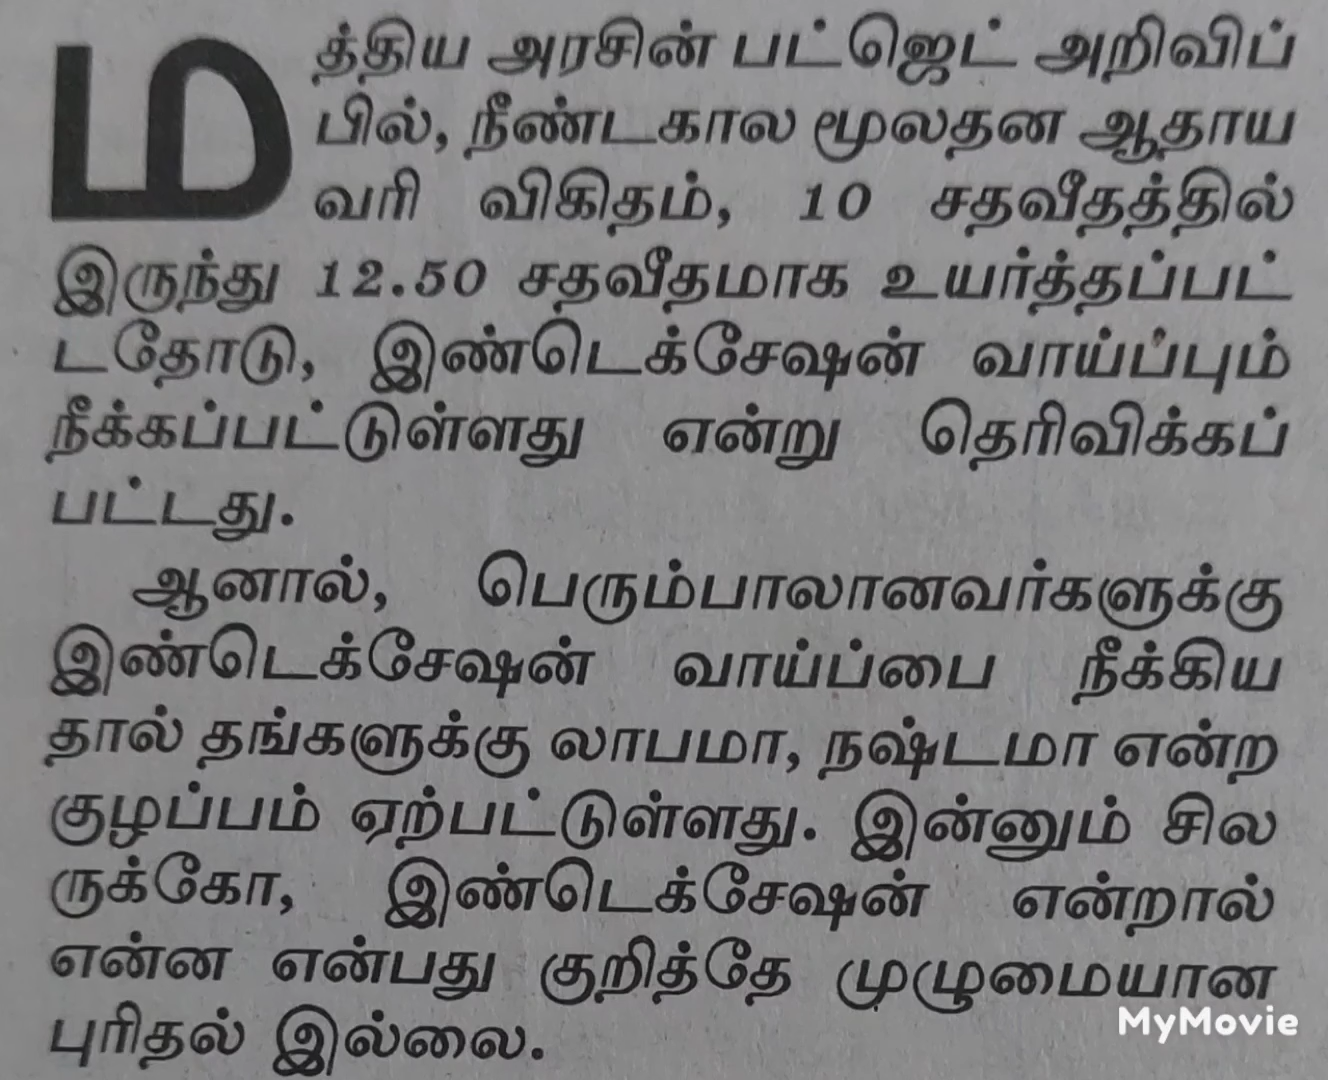 மத்திய அரசின் பட்ஜெட் அறிவிப்
பில், நீண்டகால மூலதன ஆதாய
வரி விகிதம், 10 சதவீதத்தில்
இருந்து 12.50 சதவீதமாக உயர்த்தப்பட்
டதோடு, இண்டெக்சேஷன் வாய்ப்பும்
நீக்கப்பட்டுள்ளது என்று தெரிவிக்கப்
பட்டது.
ஆனால், பெரும்பாலானவர்களுக்கு
இண்டெக்சேஷன் வாய்ப்பை நீக்கிய
தால் தங்களுக்கு லாபமா, நஷ்டமா என்ற
குழப்பம் ஏற்பட்டுள்ளது. இன்னும் சில
ருக்கோ, இண்டெக்சேஷன் என்றால்
என்ன என்பது குறித்தே முழுமையான
புரிதல் இல்லை.
MyMovie